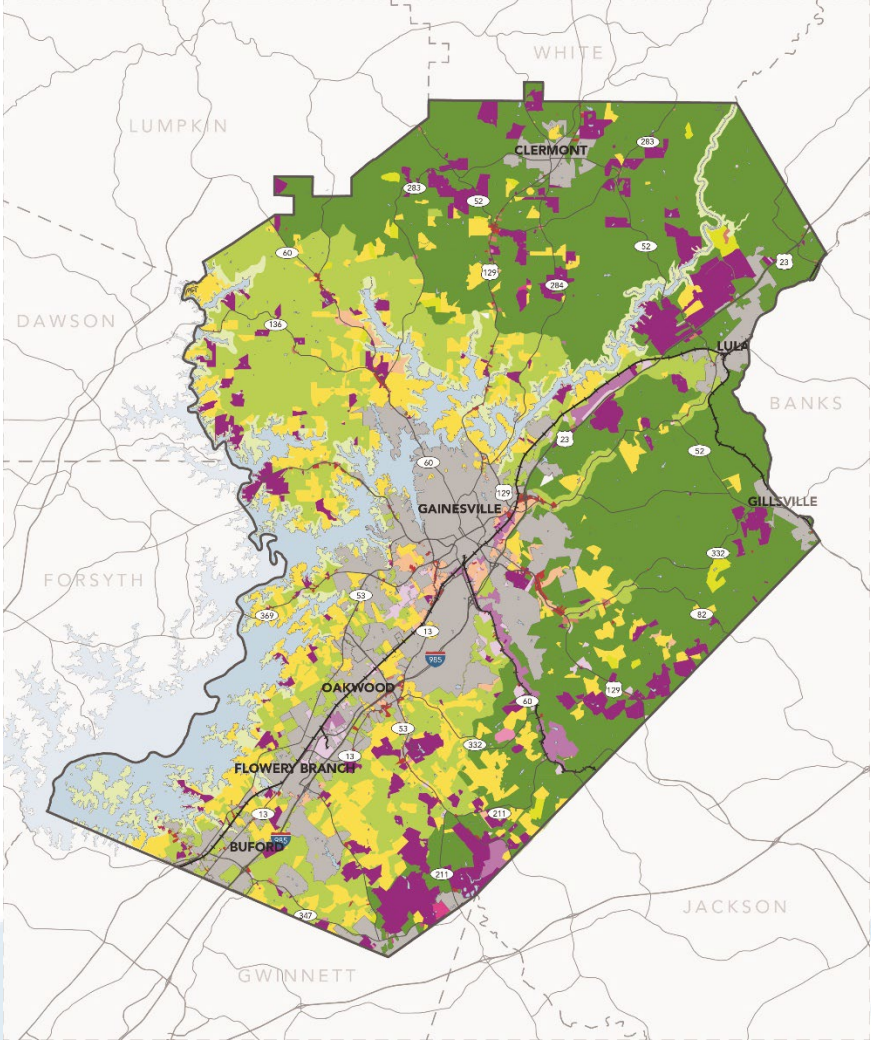 WHITE
LUMPKIN
CLERMONT
283
283
52
52
60
23
129
284
DAWSON
136
LULA
BANKS
23
52
60
129
GAINESVILLE
GILLSVILLE
332
FORSYTH
53
369
82
13
985
OAKWOOD
129
60
53
332
13
FLOWERY BRANCH
13
211
985
BUFORD
211
347
JACKSON
GWINNETT